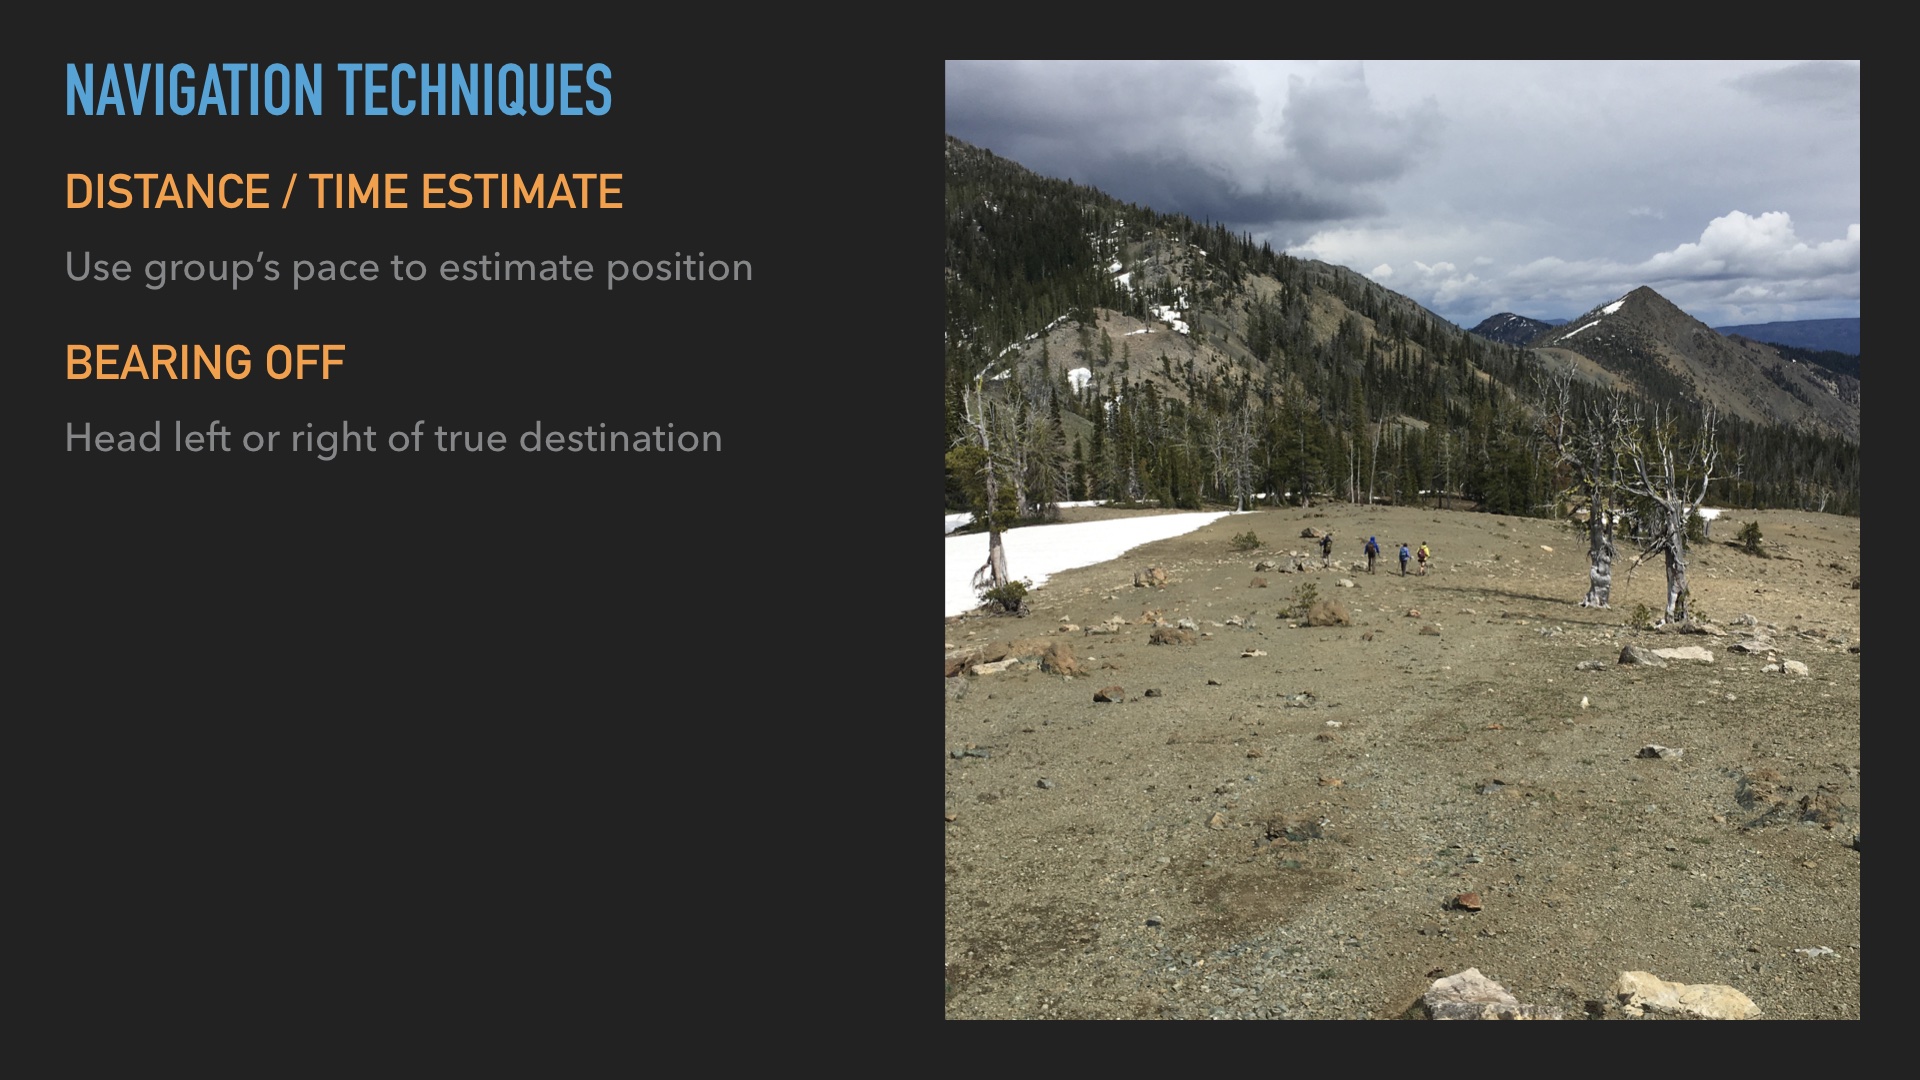 NAVIGATION TECHNIQUES
DISTANCE / TIME ESTIMATE
Use group’s pace to estimate position
BEARING OFF
Head left or right of true destination